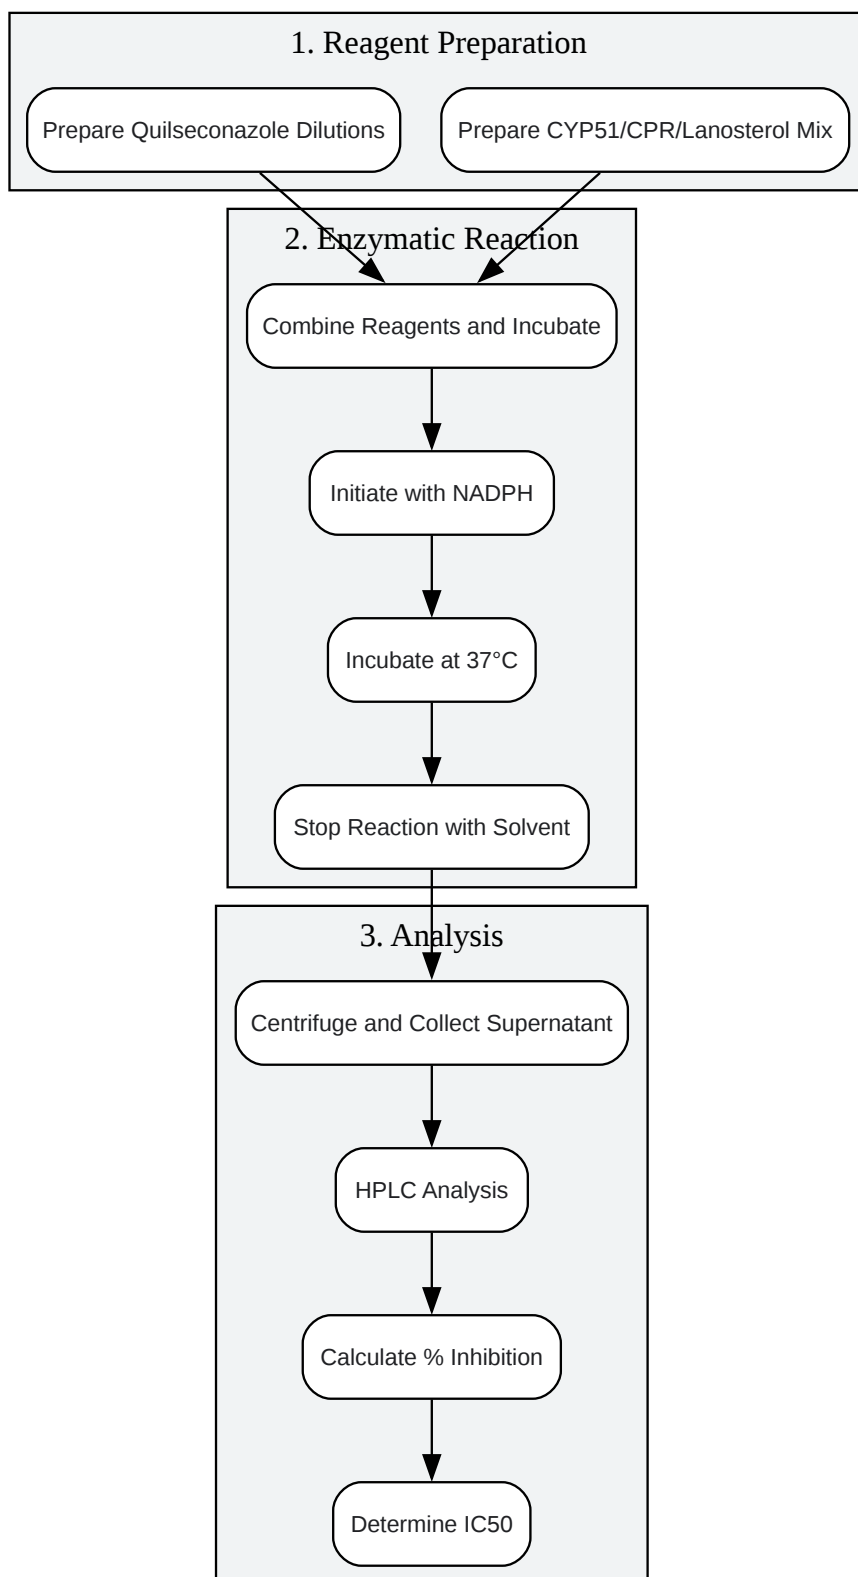 1. Reagent Preparation
Prepare Quilseconazole Dilutions
Prepare CYP51/CPR/Lanosterol Mix
2. Enzymatic Reaction
Combine Reagents and Incubate
Initiate with NADPH
Incubate at 37°C
Stop Reaction with Solvent
3. Analysis
Centrifuge and Collect Supernatant
HPLC Analysis
Calculate % Inhibition
Determine IC50